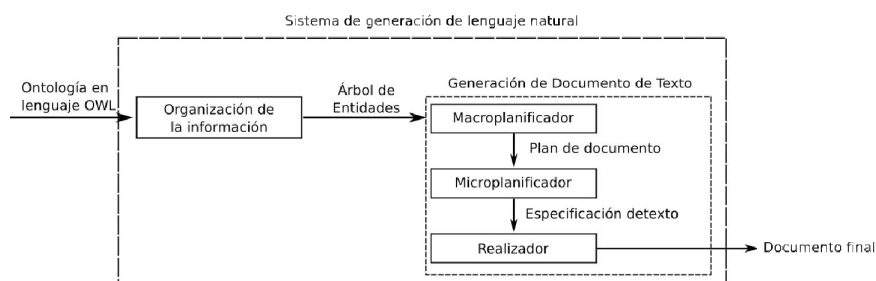 Sistema de generación de lenguaje natural
Ontología en
lenguaje OWL
Organización de
la información
Árbol de
Entidades
Generación de Documento de Texto
Macroplanificador
Plan de documento
Microplanificador
Especificación detexto
Realizador
Documento final